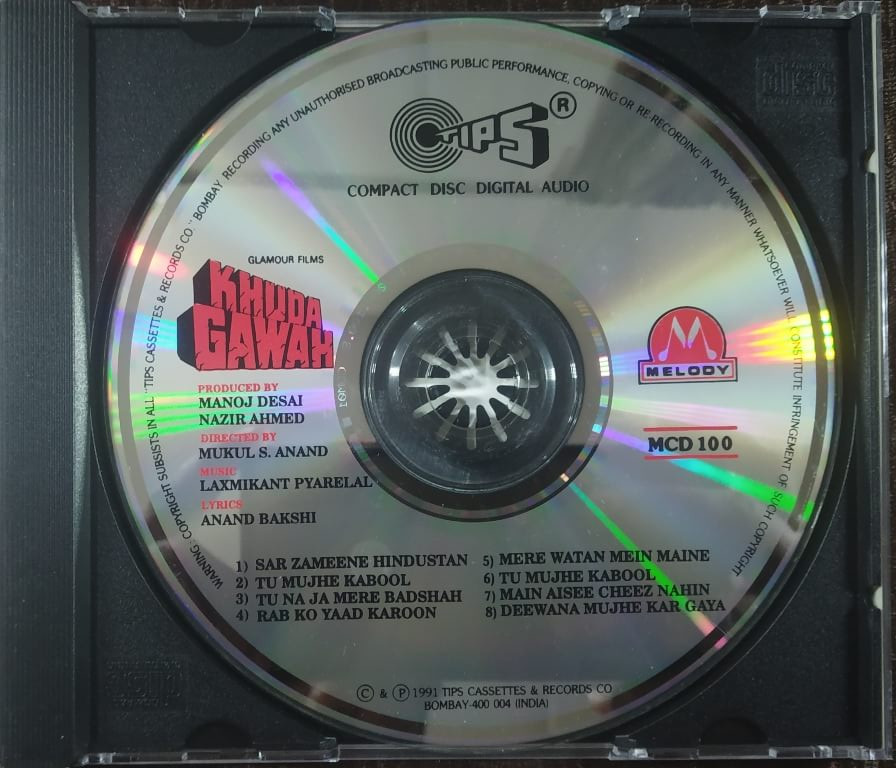 WARNING: COPYRIGHT SUBSISTS IN ALL "TIPS CASSETTES & RECORDS CO." BOMBAY RECORDING ANY UNAUTHORISED BROADCASTING PUBLIC PERFORMANCE, COPYING OR RE RECORDING IN ANY MANNER WHATSOEVER WILL CONSTITUTE INFRINGEMENT OF SUCH COPYRIGHT
TIPS ®
COMPACT DISC DIGITAL AUDIO
GLAMOUR FILMS
KHUDA
GAWAH
PRODUCED BY
MANOJ DESAI
NAZIR AHMED
DIRECTED BY
MUKUL S. ANAND
MUSIC
LAXMIKANT PYARELAL
LYRICS
ANAND BAKSHI
M
MELODY
MCD 100
1) SAR ZAMEENE HINDUSTAN
2) TU MUJHE KABOOL
3) TU NA JA MERE BADSHAH
4) RAB KO YAAD KAROON
5) MERE WATAN MEIN MAINE
6) TU MUJHE KABOOL
7) MAIN AISEE CHEEZ NAHIN
8) DEEWANA MUJHE KAR GAYA
© & ℗ 1991 TIPS CASSETTES & RECORDS CO
BOMBAY-400 004 (INDIA)